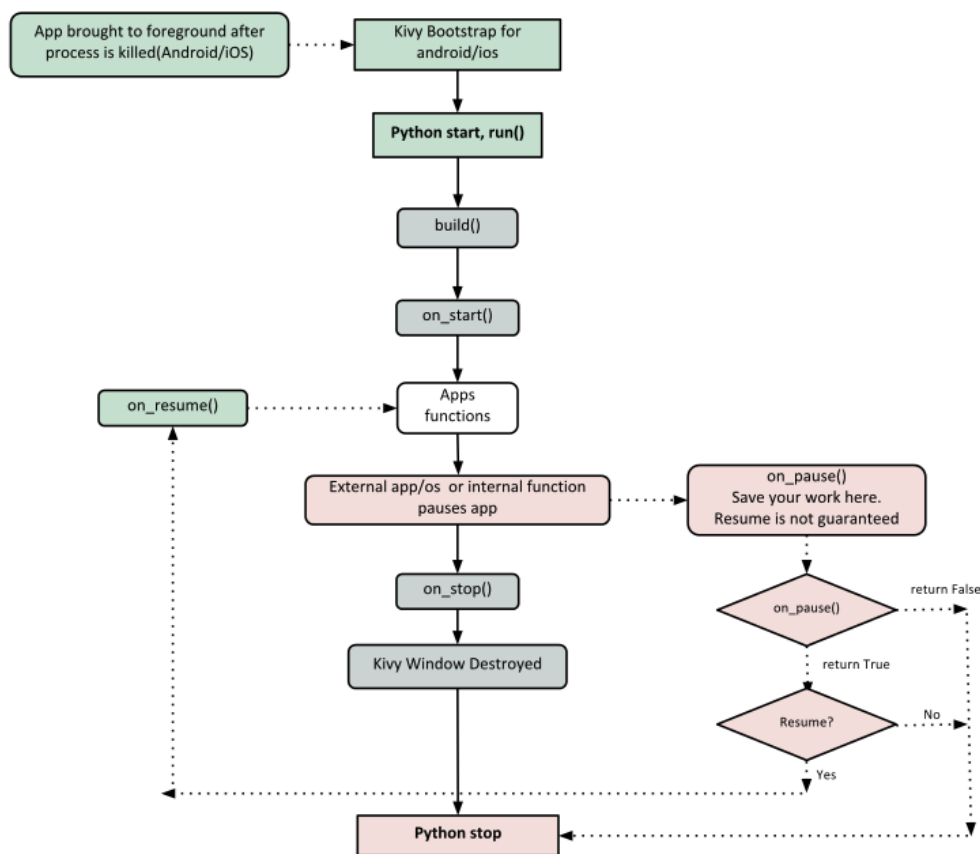 App brought to foreground after
process is killed(Android/iOS)
Kivy Bootstrap for
android/ios
Python start, run()
build()
on_start()
on_resume()
Apps
functions
External app/os  or internal function
pauses app
on_pause()
Save your work here.
Resume is not guaranteed
on_stop()
on_pause()
return False
Kivy Window Destroyed
return True
Resume?
No
Yes
Python stop